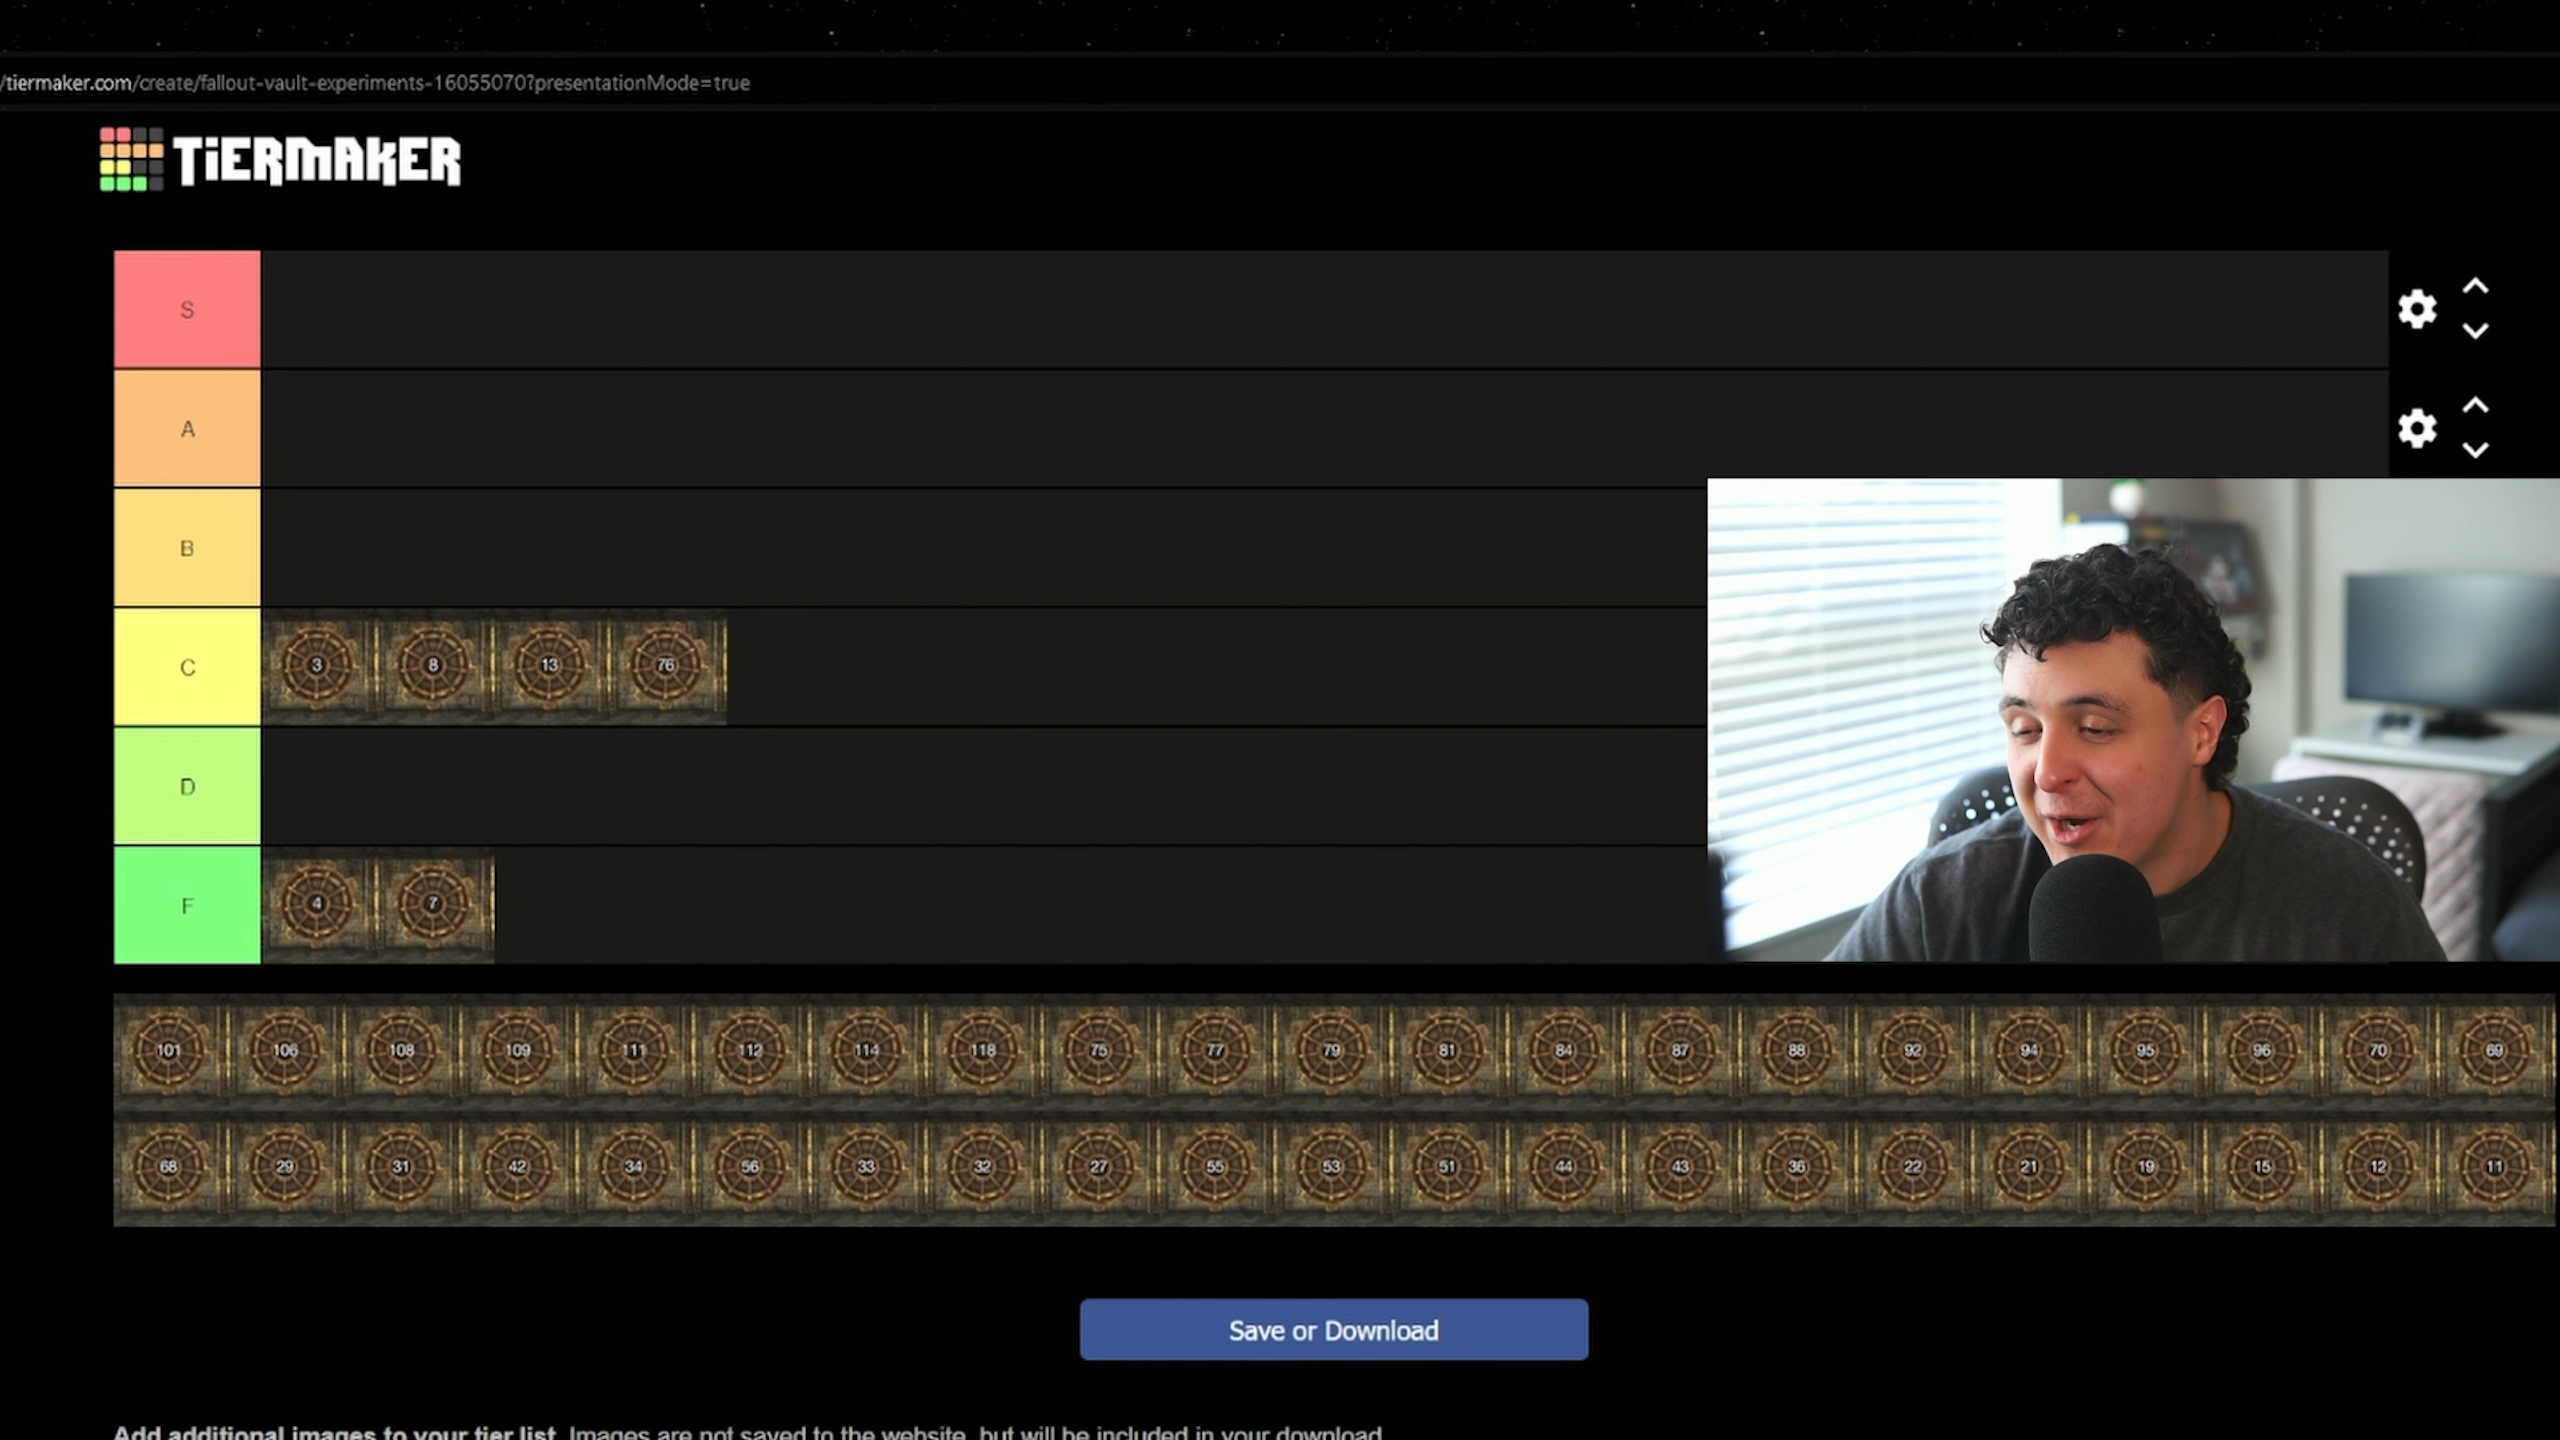 /tiermaker.com/create/fallout-vault-experiments-16055070?presentationMode=true
TiERMAKER
S
A
B
C
3 8 13 76
D
F
4 7
101 106 108 109 111 112 114 118 75 77 79 81 84 87 88 92 94 95 96 70 69
68 29 31 42 34 56 33 32 27 55 53 51 44 43 36 22 21 19 15 12 11
Save or Download
Add additional images to your tier list. Images are not saved to the website, but will be included in your download.